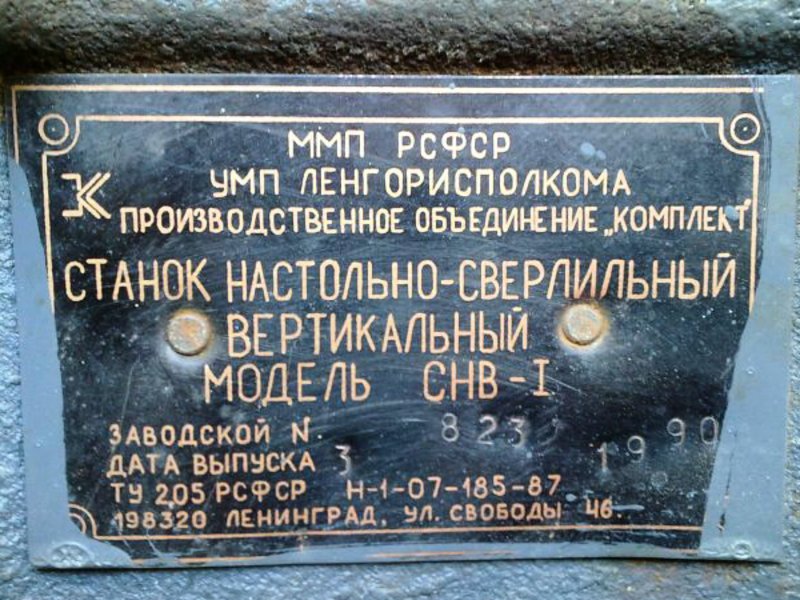 ММП РСФСР
УМП ЛЕНГОРИСПОЛКОМА
ПРОИЗВОДСТВЕННОЕ ОБЪЕДИНЕНИЕ „КОМПЛЕКТ"
СТАНОК НАСТОЛЬНО-СВЕРЛИЛЬНЫЙ
ВЕРТИКАЛЬНЫЙ
МОДЕЛЬ СНВ-I
ЗАВОДСКОЙ N. 823
ДАТА ВЫПУСКА 3 1990
ТУ 205 РСФСР Н-1-07-185-87
198320 ЛЕНИНГРАД, УЛ. СВОБОДЫ 46.